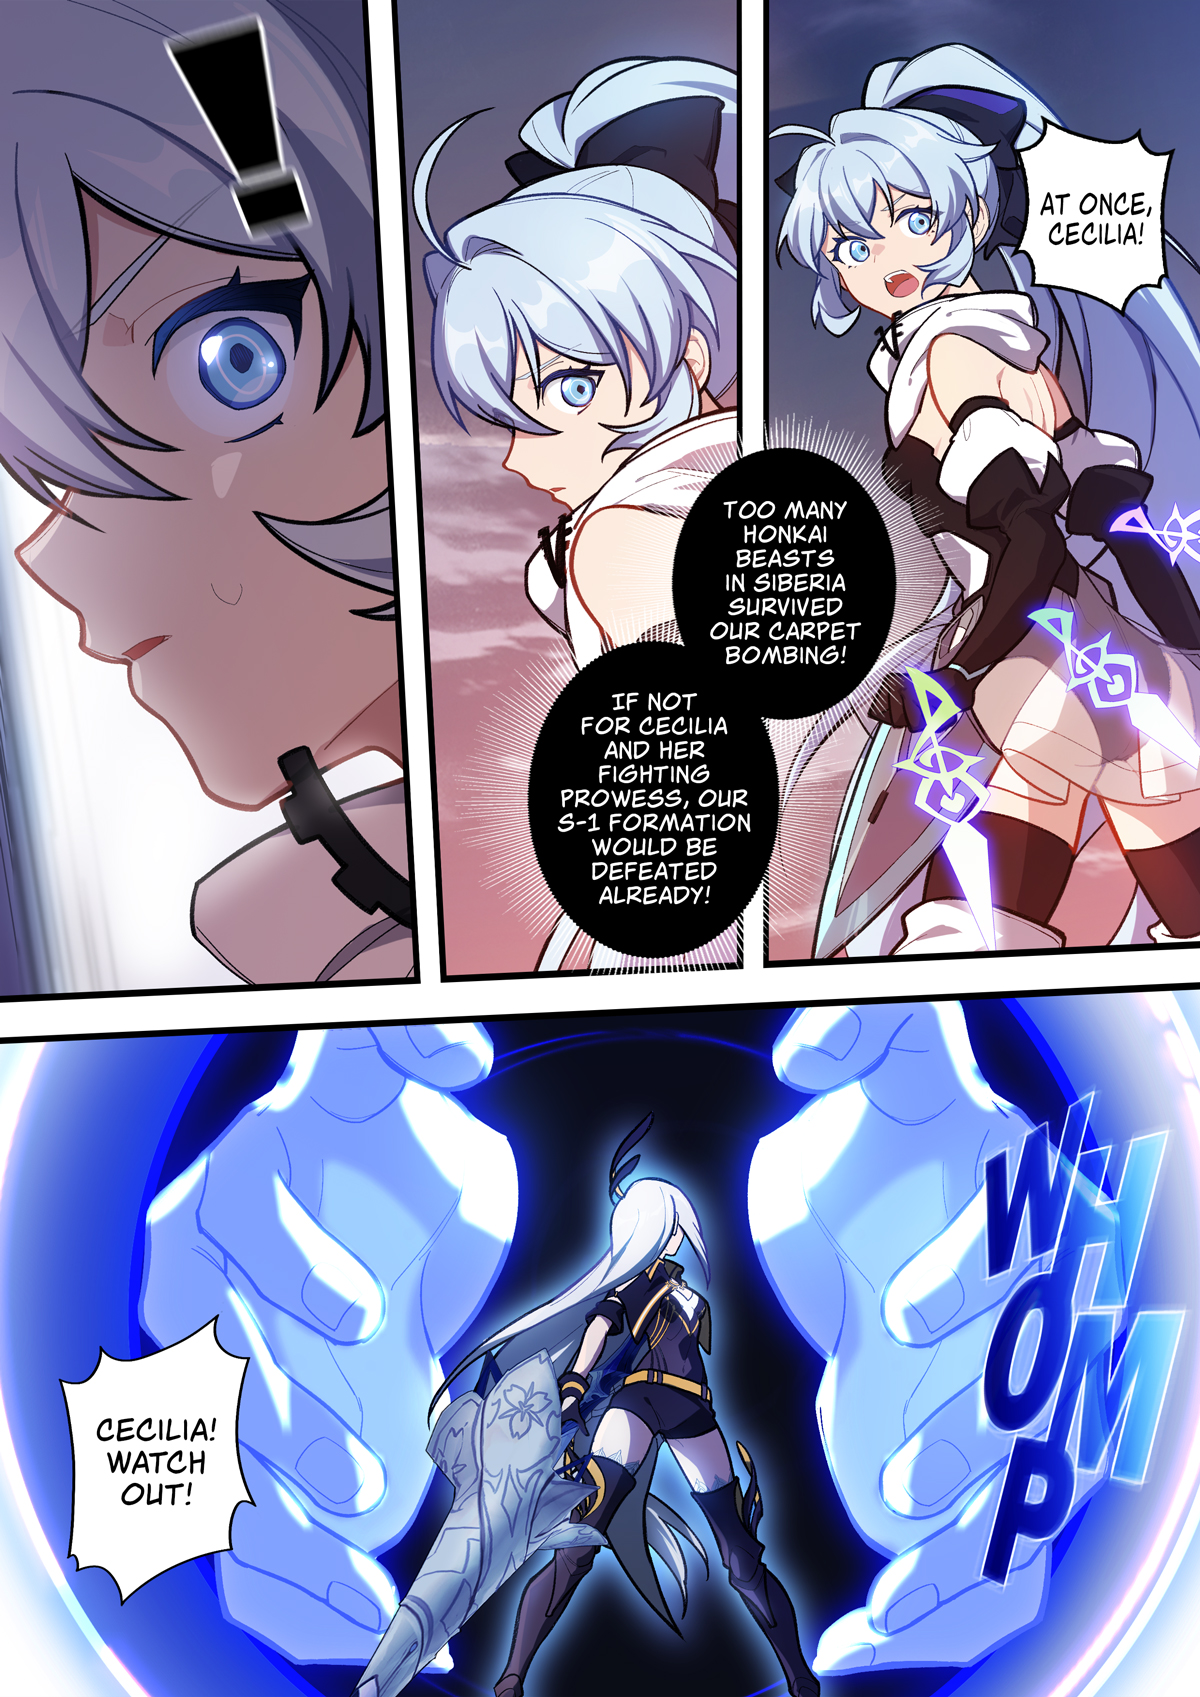 AT ONCE,
CECILIA!
TOO MANY
HONKAI
BEASTS
IN SIBERIA
SURVIVED
OUR CARPET
BOMBING!
IF NOT
FOR CECILIA
AND HER
FIGHTING
PROWESS, OUR
S-1 FORMATION
WOULD BE
DEFEATED
ALREADY!
!
WHOMP
CECILIA!
WATCH
OUT!